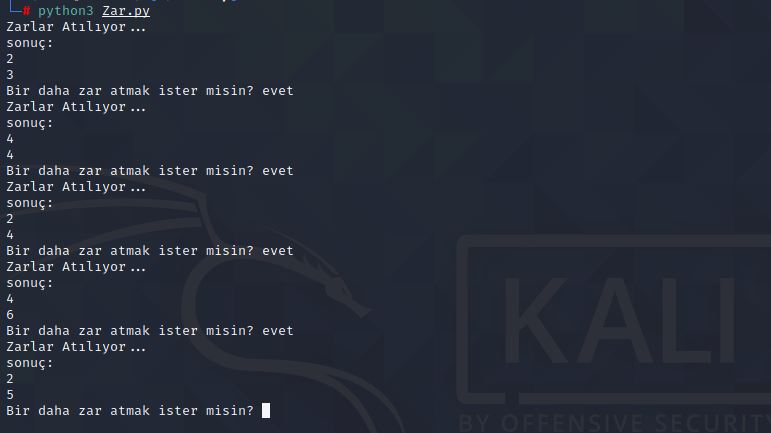 # python3 Zar.py
Zarlar Atılıyor...
sonuç:
2
3
Bir daha zar atmak ister misin? evet
Zarlar Atılıyor...
sonuç:
4
4
Bir daha zar atmak ister misin? evet
Zarlar Atılıyor...
sonuç:
2
4
Bir daha zar atmak ister misin? evet
Zarlar Atılıyor...
sonuç:
4
6
Bir daha zar atmak ister misin? evet
Zarlar Atılıyor...
sonuç:
2
5
Bir daha zar atmak ister misin?
KALI
BY OFFENSIVE SECURITY